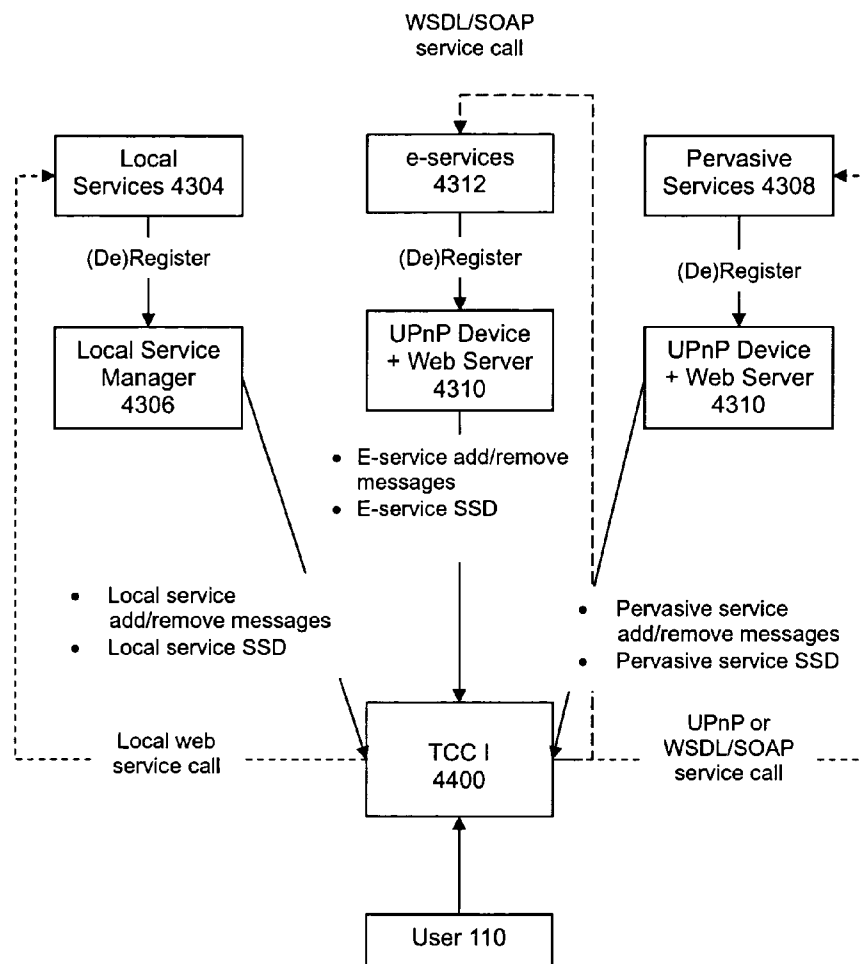 WSDL/SOAP
service call
Local
Services 4304
e-services
4312
Pervasive
Services 4308
(De)Register
(De)Register
(De)Register
Local Service
Manager
4306
UPnP Device
+ Web Server
4310
UPnP Device
+ Web Server
4310
• E-service add/remove
messages
• E-service SSD
• Local service
add/remove messages
• Local service SSD
• Pervasive service
add/remove messages
• Pervasive service SSD
Local web
service call
TCC I
4400
UPnP or
WSDL/SOAP
service call
User 110